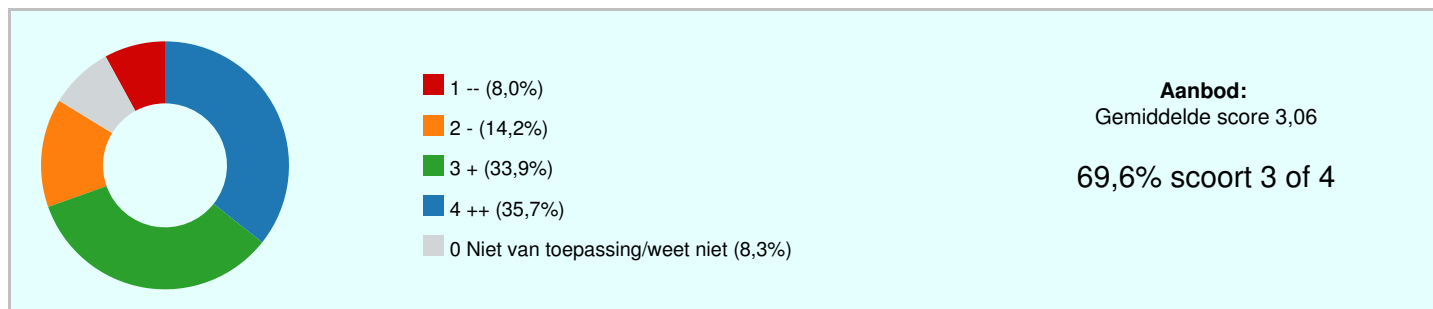 1 -- (8,0%)
2 - (14,2%)
3 + (33,9%)
4 ++ (35,7%)
0 Niet van toepassing/weet niet (8,3%)
Aanbod:
Gemiddelde score 3,06
69,6% scoort 3 of 4